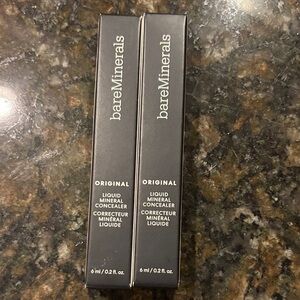 bareMinerals
ORIGINAL
LIQUID
MINERAL
CONCEALER
CORRECTEUR
MINÉRAL
LIQUIDE
6 ml / 0.2 fl. oz.
bareMinerals
ORIGINAL
LIQUID
MINERAL
CONCEALER
CORRECTEUR
MINÉRAL
LIQUIDE
6 ml / 0.2 fl. oz.